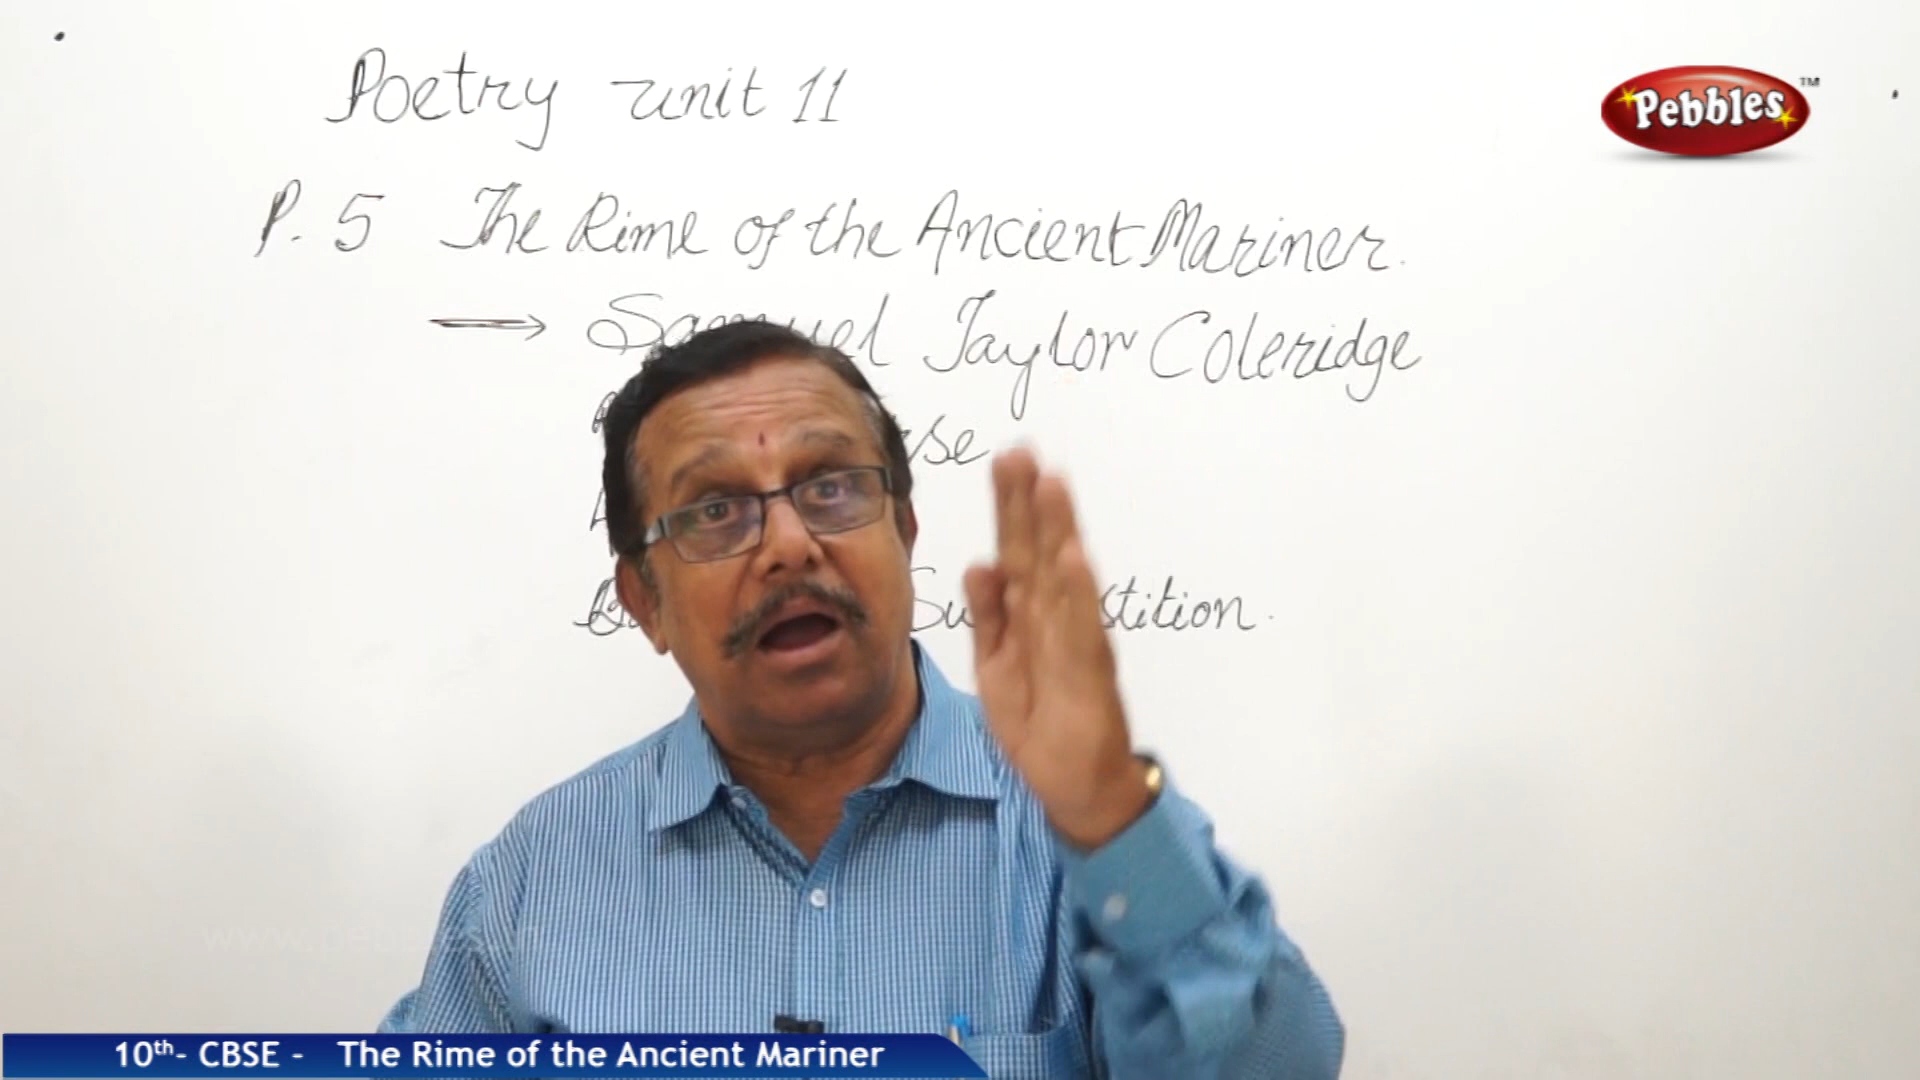 Poetry unit 11
Pebbles TM
P. 5 The Rime of the Ancient Mariner.
→ Samuel Taylor Coleridge
stition.
10th- CBSE - The Rime of the Ancient Mariner